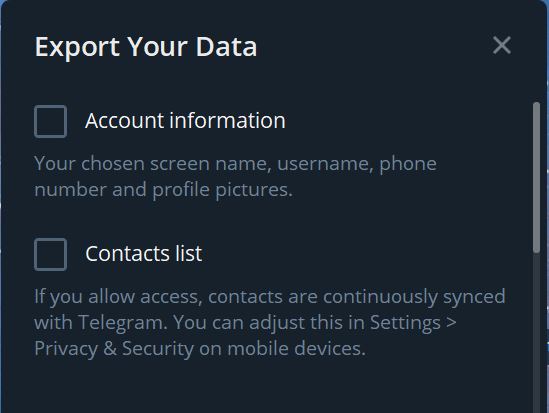 Export Your Data
Account information
Your chosen screen name, username, phone
number and profile pictures.
Contacts list
If you allow access, contacts are continuously synced
with Telegram. You can adjust this in Settings >
Privacy & Security on mobile devices.